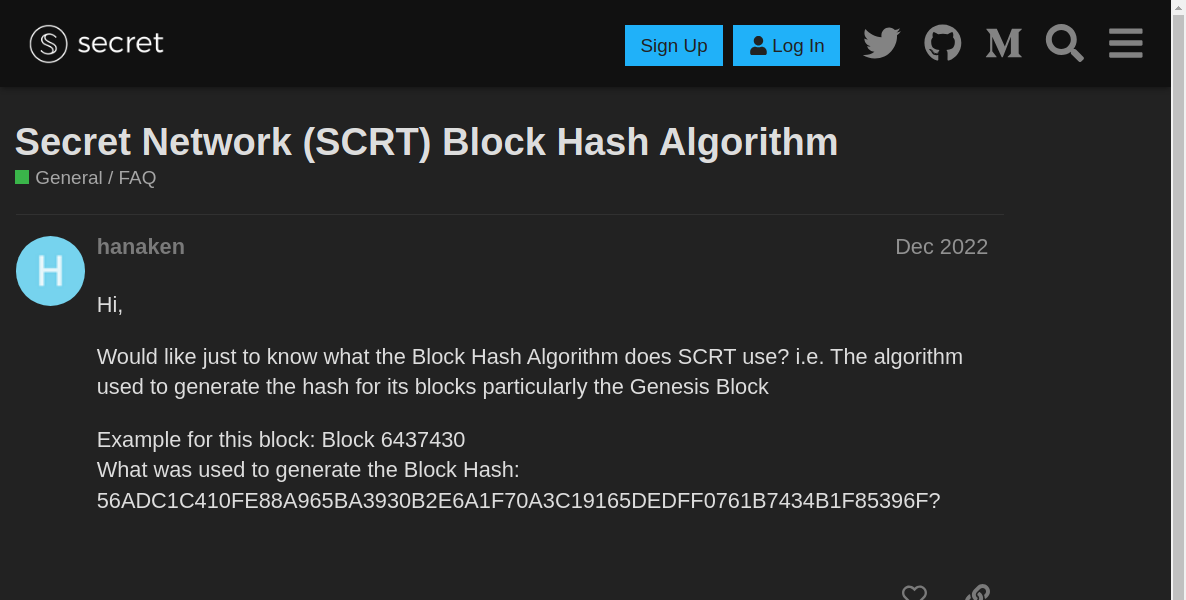 secret
Sign Up
Log In
Secret Network (SCRT) Block Hash Algorithm
General / FAQ
H
hanaken
Dec 2022
Hi,
Would like just to know what the Block Hash Algorithm does SCRT use? i.e. The algorithm
used to generate the hash for its blocks particularly the Genesis Block
Example for this block: Block 6437430
What was used to generate the Block Hash:
56ADC1C410FE88A965BA3930B2E6A1F70A3C19165DEDFF0761B7434B1F85396F?